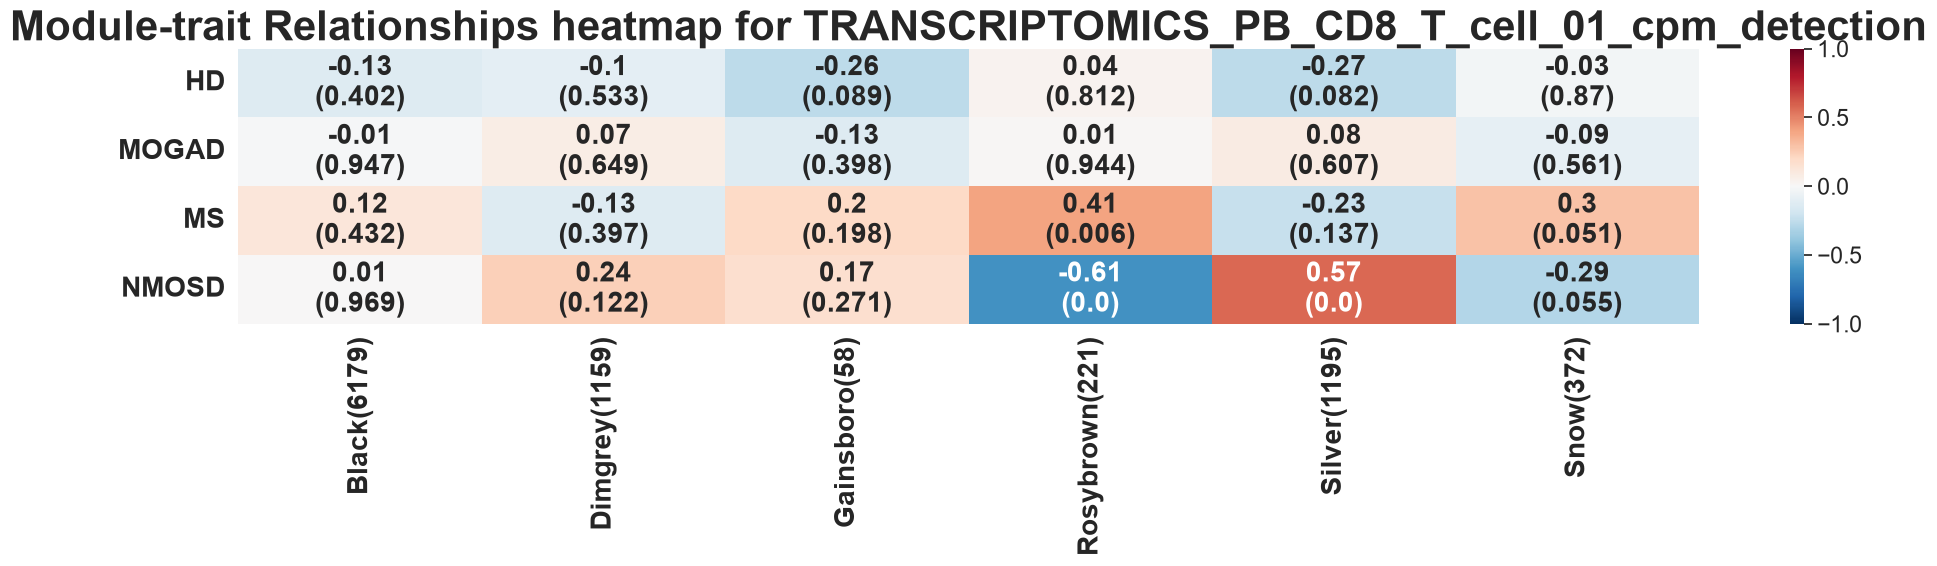 Module-trait Relationships heatmap for TRANSCRIPTOMICS_PB_CD8_T_cell_01_cpm_detection
HD
-0.13 -0.1 -0.26 0.04 -0.27 -0.03
(0.402) (0.533) (0.089) (0.812) (0.082) (0.87)
MOGAD
-0.01 0.07 -0.13 0.01 0.08 -0.09
(0.947) (0.649) (0.398) (0.944) (0.607) (0.561)
MS
0.12 -0.13 0.2 0.41 -0.23 0.3
(0.432) (0.397) (0.198) (0.006) (0.137) (0.051)
NMOSD
0.01 0.24 0.17 -0.61 0.57 -0.29
(0.969) (0.122) (0.271) (0.0) (0.0) (0.055)
Black(6179)
Dimgrey(1159)
Gainsboro(58)
Rosybrown(221)
Silver(1195)
Snow(372)
1.0
0.5
0.0
−0.5
−1.0